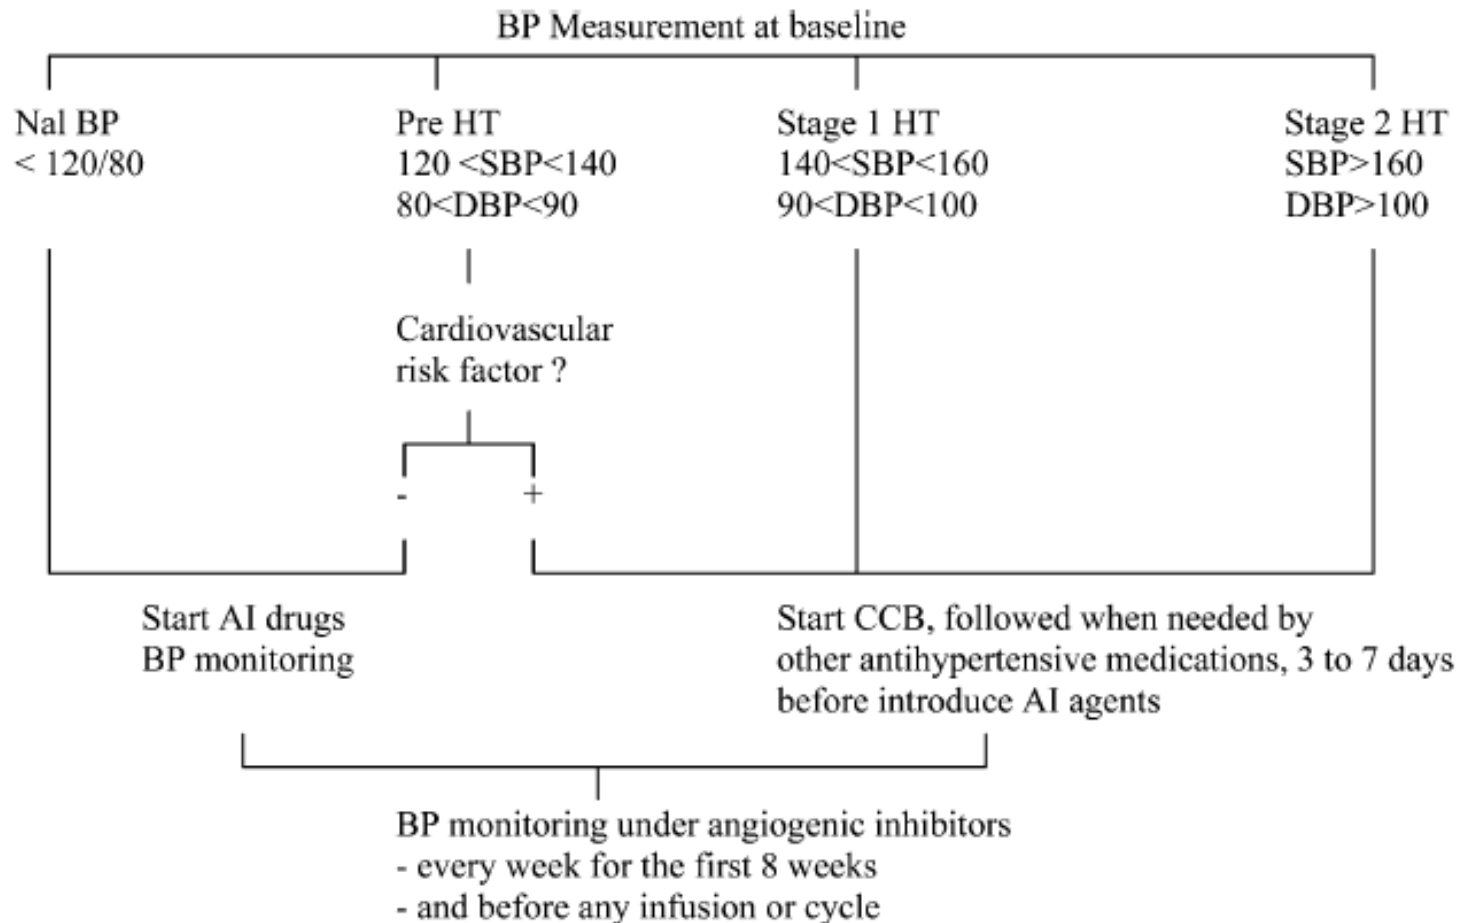 BP Measurement at baseline
Nal BP
< 120/80
Pre HT
120 <SBP<140
80<DBP<90
Stage 1 HT
140<SBP<160
90<DBP<100
Stage 2 HT
SBP>160
DBP>100
Cardiovascular
risk factor ?
- +
Start AI drugs
BP monitoring
Start CCB, followed when needed by
other antihypertensive medications, 3 to 7 days
before introduce AI agents
BP monitoring under angiogenic inhibitors
- every week for the first 8 weeks
- and before any infusion or cycle